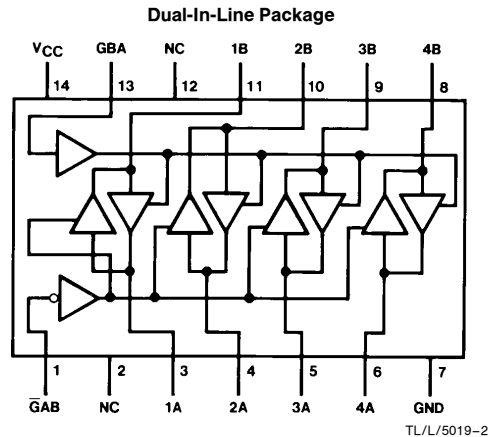 Dual-In-Line Package
VCC GBA NC 1B 2B 3B 4B
14 13 12 11 10 9 8
1 2 3 4 5 6 7
G̅AB NC 1A 2A 3A 4A GND
TL/L/5019–2